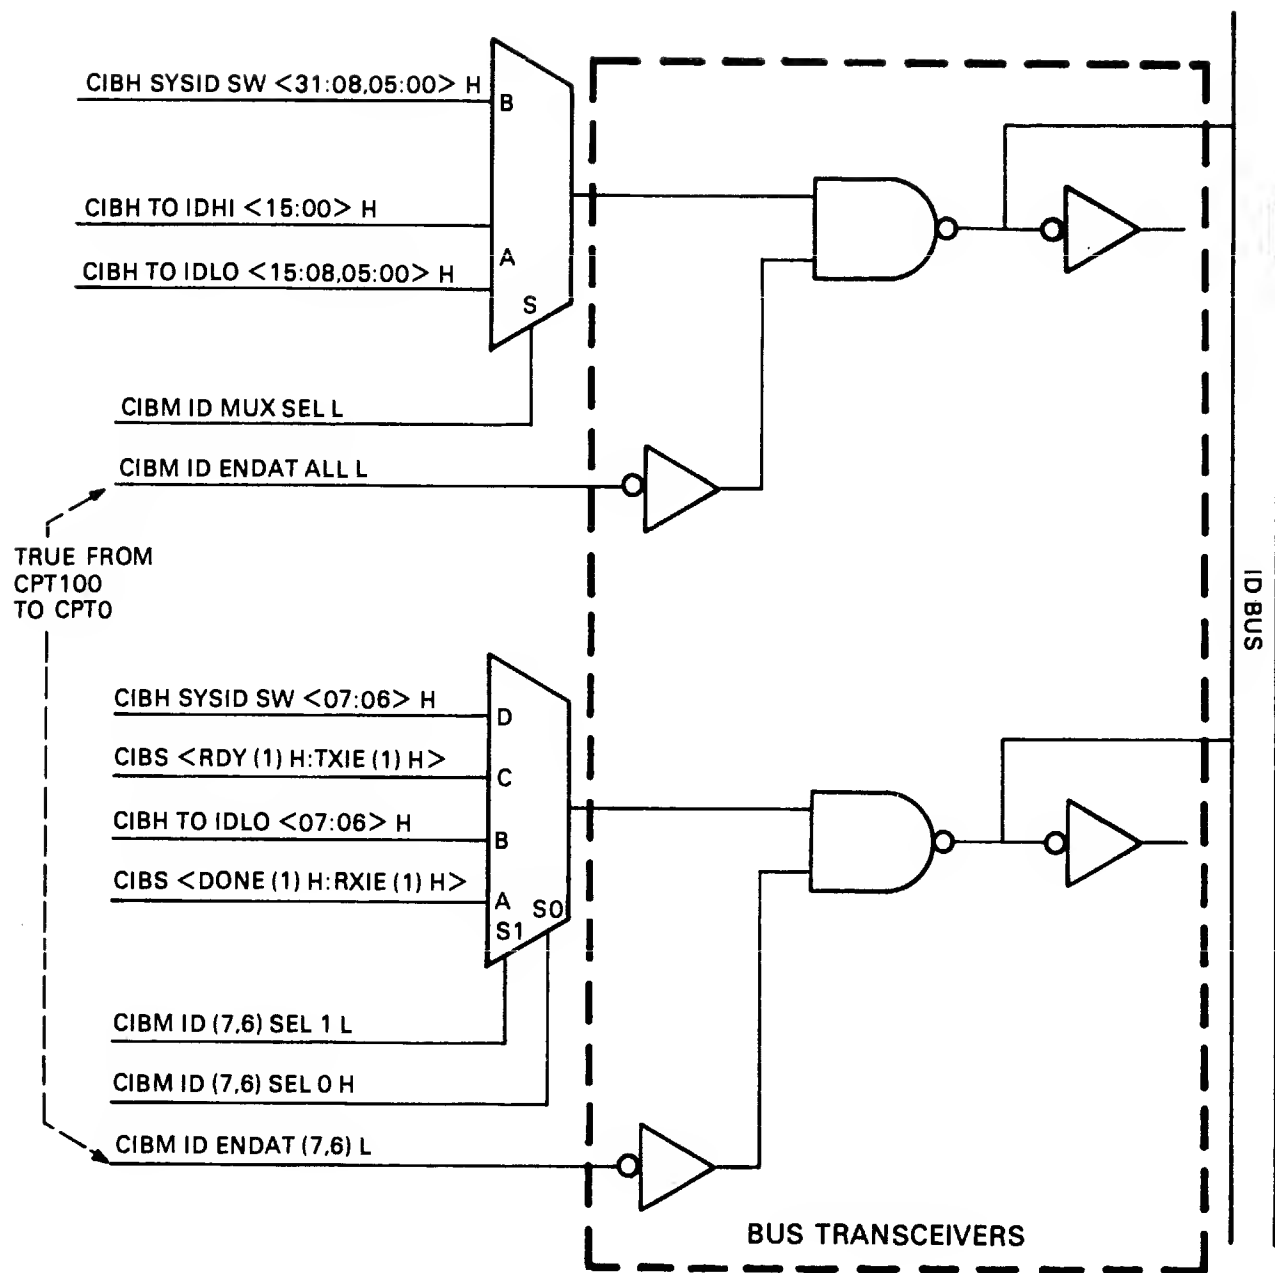 CIBH SYSID SW <31:08,05:00> H
B
CIBH TO IDHI <15:00> H
A
CIBH TO IDLO <15:08,05:00> H
S
CIBM ID MUX SEL L
CIBM ID ENDAT ALL L
TRUE FROM
CPT100
TO CPT0
ID BUS
CIBH SYSID SW <07:06> H
D
CIBS <RDY (1) H:TXIE (1) H>
C
CIBH TO IDLO <07:06> H
B
CIBS <DONE (1) H:RXIE (1) H>
A
S0
S1
CIBM ID (7,6) SEL 1 L
CIBM ID (7,6) SEL 0 H
CIBM ID ENDAT (7,6) L
BUS TRANSCEIVERS